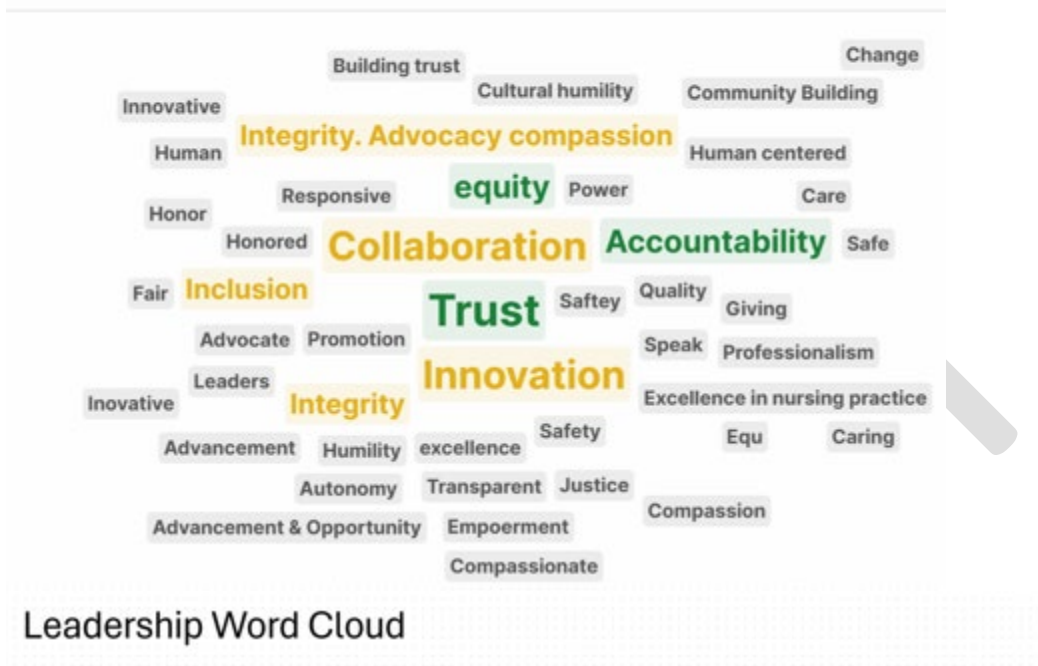 Change
Building trust
Cultural humility
Community Building
Innovative
Integrity. Advocacy compassion
Human
Human centered
equity
Power
Responsive
Care
Honor
Honored
Collaboration
Accountability
Safe
Fair
Inclusion
Trust
Saftey
Quality
Giving
Advocate
Promotion
Speak
Professionalism
Leaders
Innovation
Inovative
Integrity
Excellence in nursing practice
Safety
Equ
Caring
Advancement
Humility
excellence
Autonomy
Transparent
Justice
Compassion
Advancement & Opportunity
Empoerment
Compassionate
Leadership Word Cloud